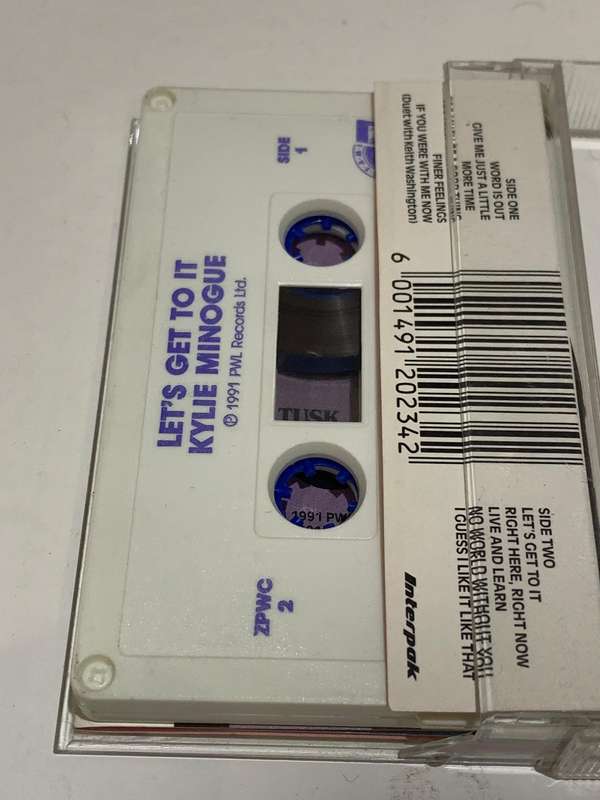 LET'S GET TO IT
KYLIE MINOGUE
℗ 1991 PWL Records Ltd.
SIDE
1
ZPWC
2
TUSK
1991 PW
SIDE ONE
WORD IS OUT
GIVE ME JUST A LITTLE
MORE TIME
GOOD THING
FINER FEELINGS
IF YOU WERE WITH ME NOW
(Duet with Keith Washington)
6 001491 202342
SIDE TWO
LET'S GET TO IT
RIGHT HERE, RIGHT NOW
LIVE AND LEARN
NO WORLD WITHOUT YOU
I GUESS I LIKE IT LIKE THAT
Interpak